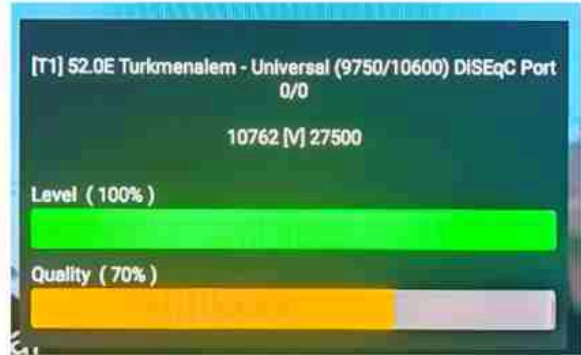 [T1] 52.0E Turkmenalem - Universal (9750/10600) DiSEqC Port
0/0
10762 [V] 27500
Level ( 100% )
Quality ( 70% )